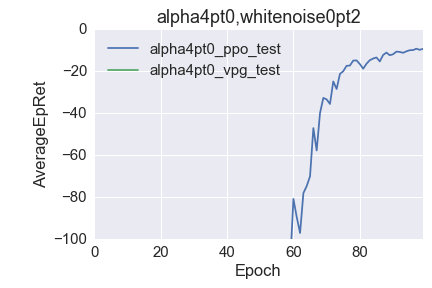 alpha4pt0,whitenoise0pt2
alpha4pt0_ppo_test
alpha4pt0_vpg_test
AverageEpRet
0
−20
−40
−60
−80
−100
0 20 40 60 80
Epoch